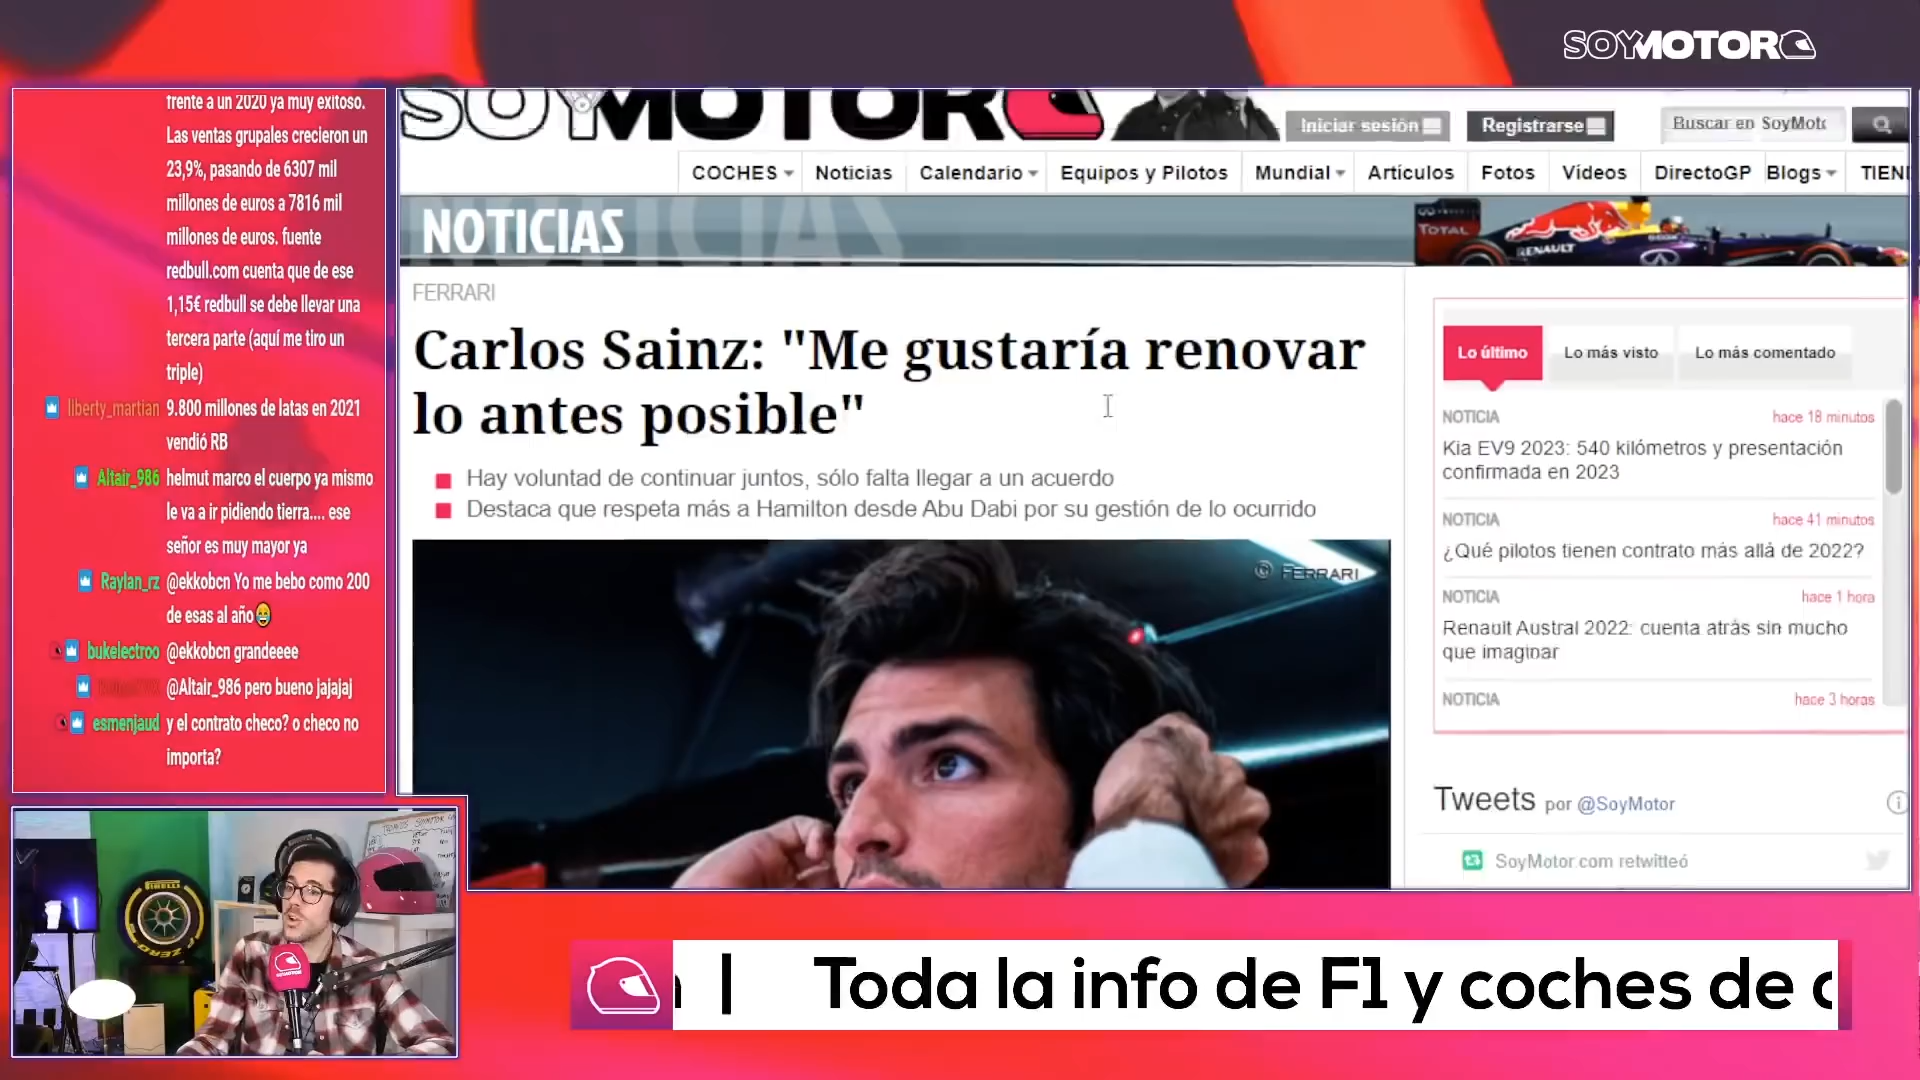 SOYMOTOR
frente a un 2020 ya muy exitoso.
Las ventas grupales crecieron un
23,9%, pasando de 6307 mil
millones de euros a 7816 mil
millones de euros. fuente
redbull.com cuenta que de ese
1,15€ redbull se debe llevar una
tercera parte (aquí me tiro un
triple)
liberty_martian 9.800 millones de latas en 2021
vendió RB
Altair_986 helmut marco el cuerpo ya mismo
le va a ir pidiendo tierra.... ese
señor es muy mayor ya
Raylan_rz @ekkobcn Yo me bebo como 200
de esas al año😄
bukelectroo @ekkobcn grandeeee
@Altair_986 pero bueno jajajaj
esmenjaud y el contrato checo? o checo no
importa?
SOYMOTOR
Iniciar sesión
Registrarse
Buscar en SoyMoto
COCHES
Noticias
Calendario
Equipos y Pilotos
Mundial
Artículos
Fotos
Vídeos
DirectoGP
Blogs
TIEN
NOTICIAS
TOTAL
RENAULT
FERRARI
Carlos Sainz: "Me gustaría renovar
lo antes posible"
Hay voluntad de continuar juntos, sólo falta llegar a un acuerdo
Destaca que respeta más a Hamilton desde Abu Dabi por su gestión de lo ocurrido
© FERRARI
Lo último
Lo más visto
Lo más comentado
NOTICIA hace 18 minutos
Kia EV9 2023: 540 kilómetros y presentación
confirmada en 2023
NOTICIA hace 41 minutos
¿Qué pilotos tienen contrato más allá de 2022?
NOTICIA hace 1 hora
Renault Austral 2022: cuenta atrás sin mucho
que imaginar
NOTICIA hace 3 horas
Tweets por @SoyMotor
SoyMotor.com retwitteó
PIRELLI
P ZERO
SOYMOTOR
| Toda la info de F1 y coches de c